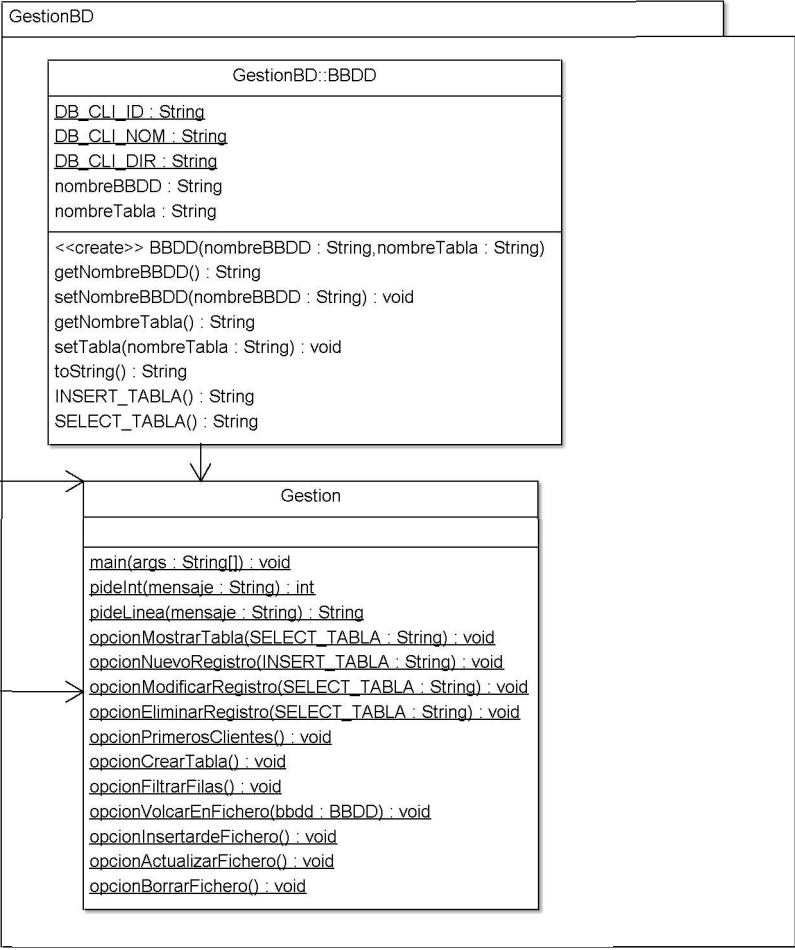 GestionBD
GestionBD::BBDD
DB_CLI_ID : String
DB_CLI_NOM : String
DB_CLI_DIR : String
nombreBBDD : String
nombreTabla : String
<<create>> BBDD(nombreBBDD : String,nombreTabla : String)
getNombreBBDD() : String
setNombreBBDD(nombreBBDD : String) : void
getNombreTabla() : String
setTabla(nombreTabla : String) : void
toString() : String
INSERT_TABLA() : String
SELECT_TABLA() : String
Gestion
main(args : String[]) : void
pideInt(mensaje : String) : int
pideLinea(mensaje : String) : String
opcionMostrarTabla(SELECT_TABLA : String) : void
opcionNuevoRegistro(INSERT_TABLA : String) : void
opcionModificarRegistro(SELECT_TABLA : String) : void
opcionEliminarRegistro(SELECT_TABLA : String) : void
opcionPrimerosClientes() : void
opcionCrearTabla() : void
opcionFiltrarFilas() : void
opcionVolcarEnFichero(bbdd : BBDD) : void
opcionInsertardeFichero() : void
opcionActualizarFichero() : void
opcionBorrarFichero() : void